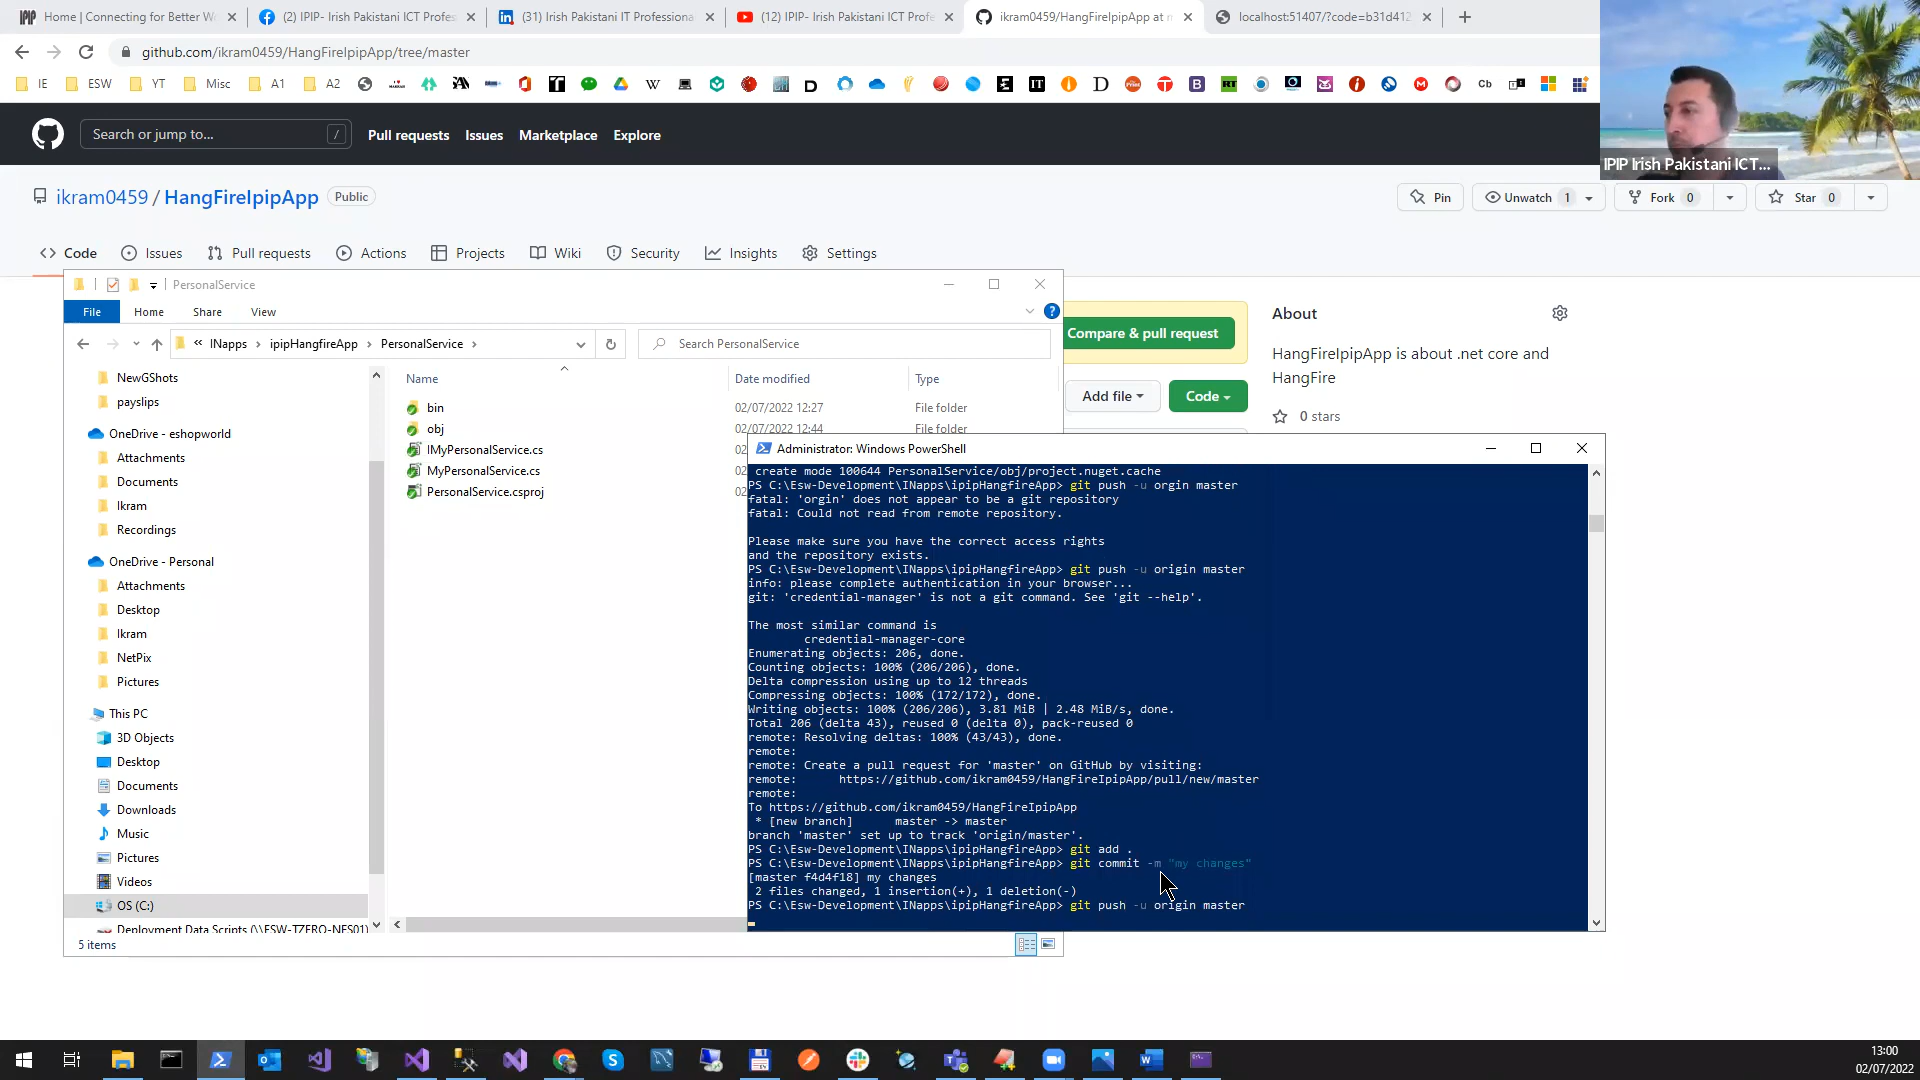 Home | Connecting for Better W
(2) IPIP- Irish Pakistani ICT Profes
(31) Irish Pakistani IT Professiona
(12) IPIP- Irish Pakistani ICT Profe
ikram0459/HangFireIpipApp at m
localhost:51407/?code=b31d412
github.com/ikram0459/HangFireIpipApp/tree/master
IE
ESW
YT
Misc
A1
A2
Search or jump to...
/
Pull requests
Issues
Marketplace
Explore
IPIP Irish Pakistani ICT...
ikram0459 / HangFireIpipApp
Public
Pin
Unwatch 1
Fork 0
Star 0
Code
Issues
Pull requests
Actions
Projects
Wiki
Security
Insights
Settings
PersonalService
File
Home
Share
View
« INapps › ipipHangfireApp › PersonalService ›
Search PersonalService
Name
Date modified
Type
NewGShots
payslips
OneDrive - eshopworld
Attachments
Documents
Ikram
Recordings
OneDrive - Personal
Attachments
Desktop
Ikram
NetPix
Pictures
This PC
3D Objects
Desktop
Documents
Downloads
Music
Pictures
Videos
OS (C:)
Deployment Data Scripts (\\ESW-TZERO-NFS01)
bin
02/07/2022 12:27
File folder
obj
02/07/2022 12:44
File folder
IMyPersonalService.cs
MyPersonalService.cs
PersonalService.csproj
5 items
Compare & pull request
Add file
Code
About
HangFireIpipApp is about .net core and
HangFire
0 stars
Administrator: Windows PowerShell
create mode 100644 PersonalService/obj/project.nuget.cache
PS C:\Esw-Development\INapps\ipipHangfireApp> git push -u orgin master
fatal: 'orgin' does not appear to be a git repository
fatal: Could not read from remote repository.
Please make sure you have the correct access rights
and the repository exists.
PS C:\Esw-Development\INapps\ipipHangfireApp> git push -u origin master
info: please complete authentication in your browser...
git: 'credential-manager' is not a git command. See 'git --help'.
The most similar command is
credential-manager-core
Enumerating objects: 206, done.
Counting objects: 100% (206/206), done.
Delta compression using up to 12 threads
Compressing objects: 100% (172/172), done.
Writing objects: 100% (206/206), 3.81 MiB | 2.48 MiB/s, done.
Total 206 (delta 43), reused 0 (delta 0), pack-reused 0
remote: Resolving deltas: 100% (43/43), done.
remote:
remote: Create a pull request for 'master' on GitHub by visiting:
remote: https://github.com/ikram0459/HangFireIpipApp/pull/new/master
remote:
To https://github.com/ikram0459/HangFireIpipApp
* [new branch] master -> master
branch 'master' set up to track 'origin/master'.
PS C:\Esw-Development\INapps\ipipHangfireApp> git add .
PS C:\Esw-Development\INapps\ipipHangfireApp> git commit -m "my changes"
[master f4d4f18] my changes
2 files changed, 1 insertion(+), 1 deletion(-)
PS C:\Esw-Development\INapps\ipipHangfireApp> git push -u origin master
13:00
02/07/2022